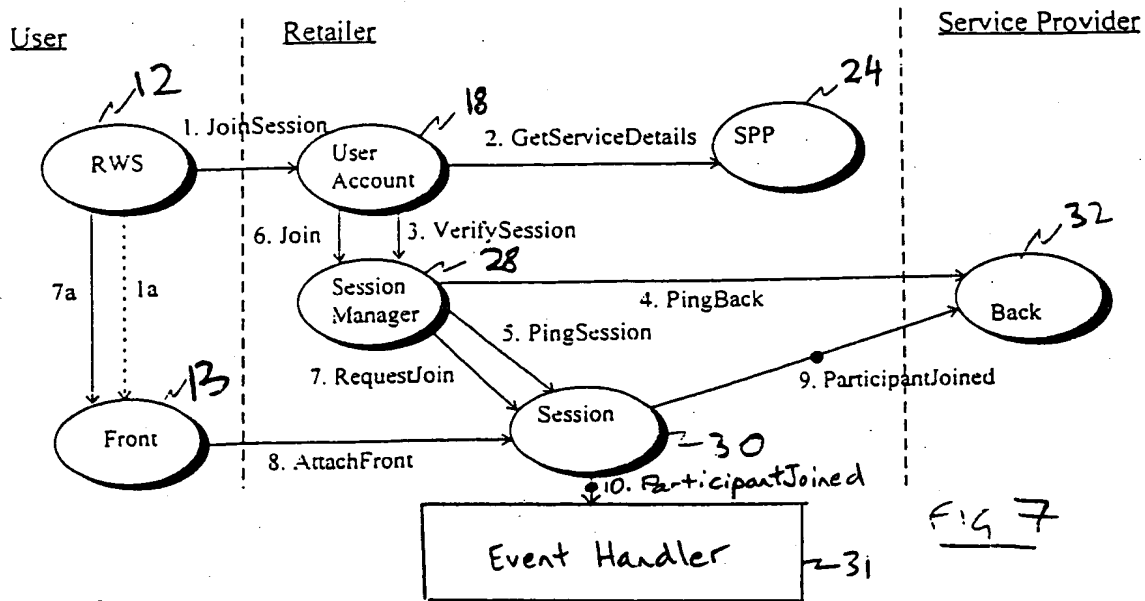 User
Retailer
Service Provider
12
18
24
1. JoinSession
2. GetServiceDetails
SPP
RWS
User
Account
6. Join
3. VerifySession
28
32
7a
1a
Session
Manager
4. PingBack
Back
5. PingSession
13
7. RequestJoin
9. ParticipantJoined
Front
Session
8. AttachFront
30
10. ParticipantJoined
Event Handler
31
FIG 7